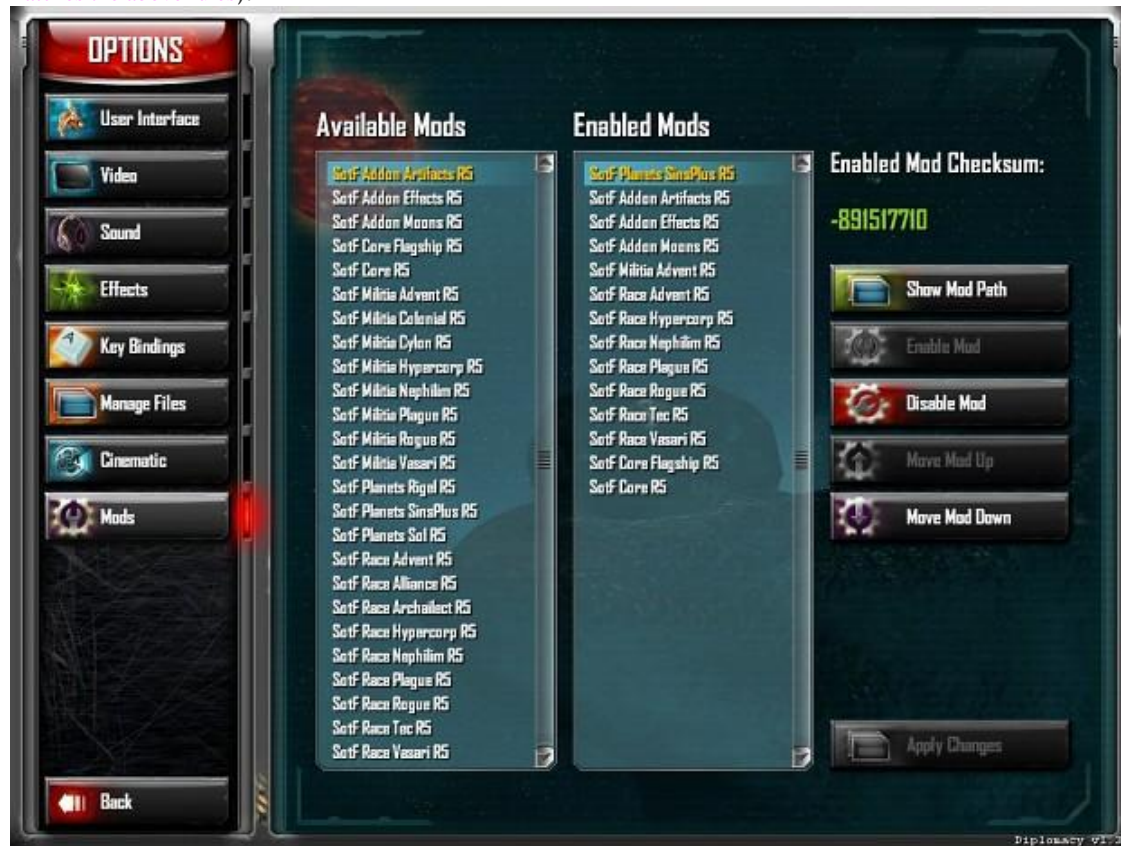 OPTIONS
User Interface
Video
Sound
Effects
Key Bindings
Manage Files
Cinematic
Mods
Back
Available Mods
SotF Addon Artifacts R5
SotF Addon Effects R5
SotF Addon Moons R5
SotF Core Flagship R5
SotF Core R5
SotF Militia Advent R5
SotF Militia Colonial R5
SotF Militia Cylon R5
SotF Militia Hypercorp R5
SotF Militia Nephilim R5
SotF Militia Plague R5
SotF Militia Rogue R5
SotF Militia Vasari R5
SotF Planets Rigel R5
SotF Planets SinsPlus R5
SotF Planets Sol R5
SotF Race Advent R5
SotF Race Alliance R5
SotF Race Archailect R5
SotF Race Hypercorp R5
SotF Race Nephilim R5
SotF Race Plague R5
SotF Race Rogue R5
SotF Race Tec R5
SotF Race Vasari R5
Enabled Mods
SotF Planets SinsPlus R5
SotF Addon Artifacts R5
SotF Addon Effects R5
SotF Addon Moons R5
SotF Militia Advent R5
SotF Race Advent R5
SotF Race Hypercorp R5
SotF Race Nephilim R5
SotF Race Plague R5
SotF Race Rogue R5
SotF Race Tec R5
SotF Race Vasari R5
SotF Core Flagship R5
SotF Core R5
Enabled Mod Checksum:
-891517710
Show Mod Path
Enable Mod
Disable Mod
Move Mod Up
Move Mod Down
Apply Changes
Diplomacy